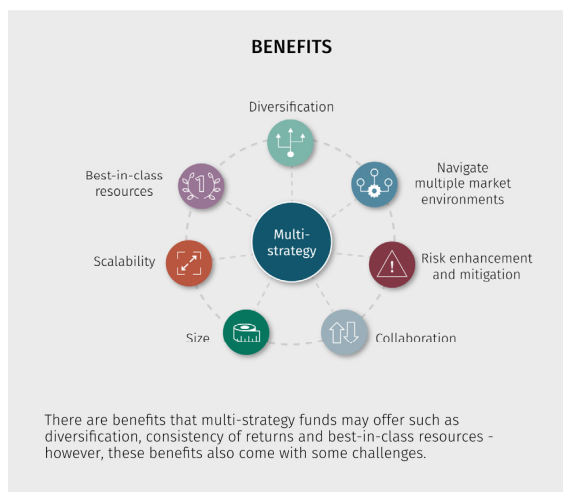 BENEFITS
Diversification
Navigate
multiple market
environments
Risk enhancement
and mitigation
Collaboration
Size
Scalability
Best-in-class
resources
1
Multi-
strategy
There are benefits that multi-strategy funds may offer such as
diversification, consistency of returns and best-in-class resources -
however, these benefits also come with some challenges.